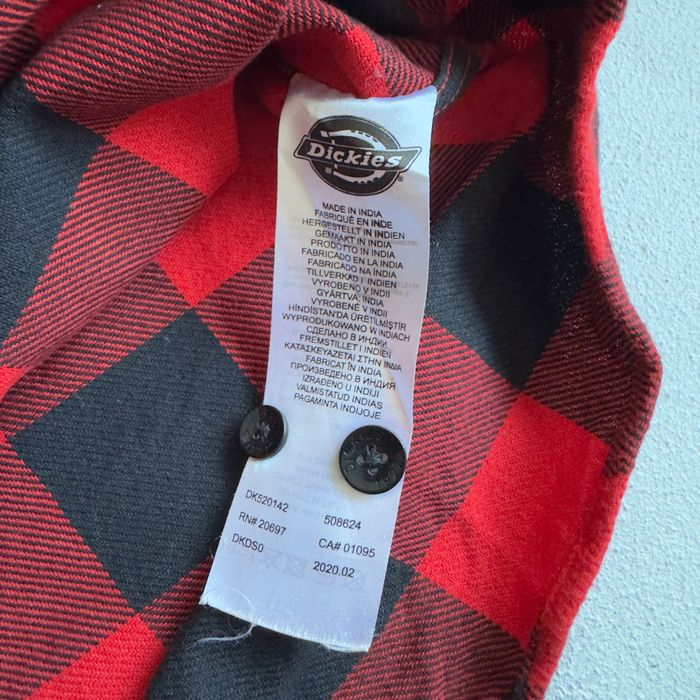 Dickies
®
MADE IN INDIA
FABRIQUÉ EN INDE
HERGESTELLT IN INDIEN
GEMAAKT IN INDIA
PRODOTTO IN INDIA
FABRICADO EN LA INDIA
FABRICADO NA ÍNDIA
TILLVERKAD I INDIEN
VYROBENO V INDII
GYÁRTVA: INDIA
VYROBENÉ V INDII
HİNDİSTAN'DA ÜRETİLMİŞTİR
WYPRODUKOWANO W INDIACH
СДЕЛАНО В ИНДИИ
FREMSTILLET I INDIEN
ΚΑΤΑΣΚΕΥΑΖΕΤΑΙ ΣΤΗΝ ΙΝΔΙΑ
FABRICAT ÎN INDIA
ПРОИЗВЕДЕНО В ИНДИЯ
IZRAĐENO U INDIJI
VALMISTATUD INDIAS
PAGAMINTA INDIJOJE
DK520142 508624
RN# 20697 CA# 01095
DKDS0 2020.02